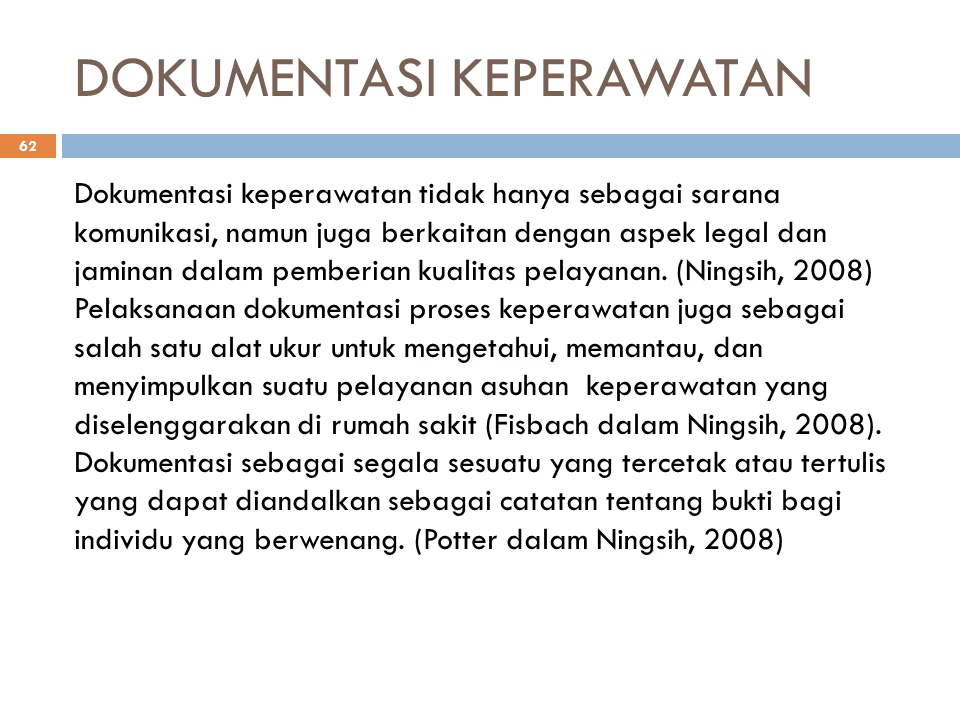 DOKUMENTASI KEPERAWATAN
62
Dokumentasi keperawatan tidak hanya sebagai sarana
komunikasi, namun juga berkaitan dengan aspek legal dan
jaminan dalam pemberian kualitas pelayanan. (Ningsih, 2008)
Pelaksanaan dokumentasi proses keperawatan juga sebagai
salah satu alat ukur untuk mengetahui, memantau, dan
menyimpulkan suatu pelayanan asuhan  keperawatan yang
diselenggarakan di rumah sakit (Fisbach dalam Ningsih, 2008).
Dokumentasi sebagai segala sesuatu yang tercetak atau tertulis
yang dapat diandalkan sebagai catatan tentang bukti bagi
individu yang berwenang. (Potter dalam Ningsih, 2008)